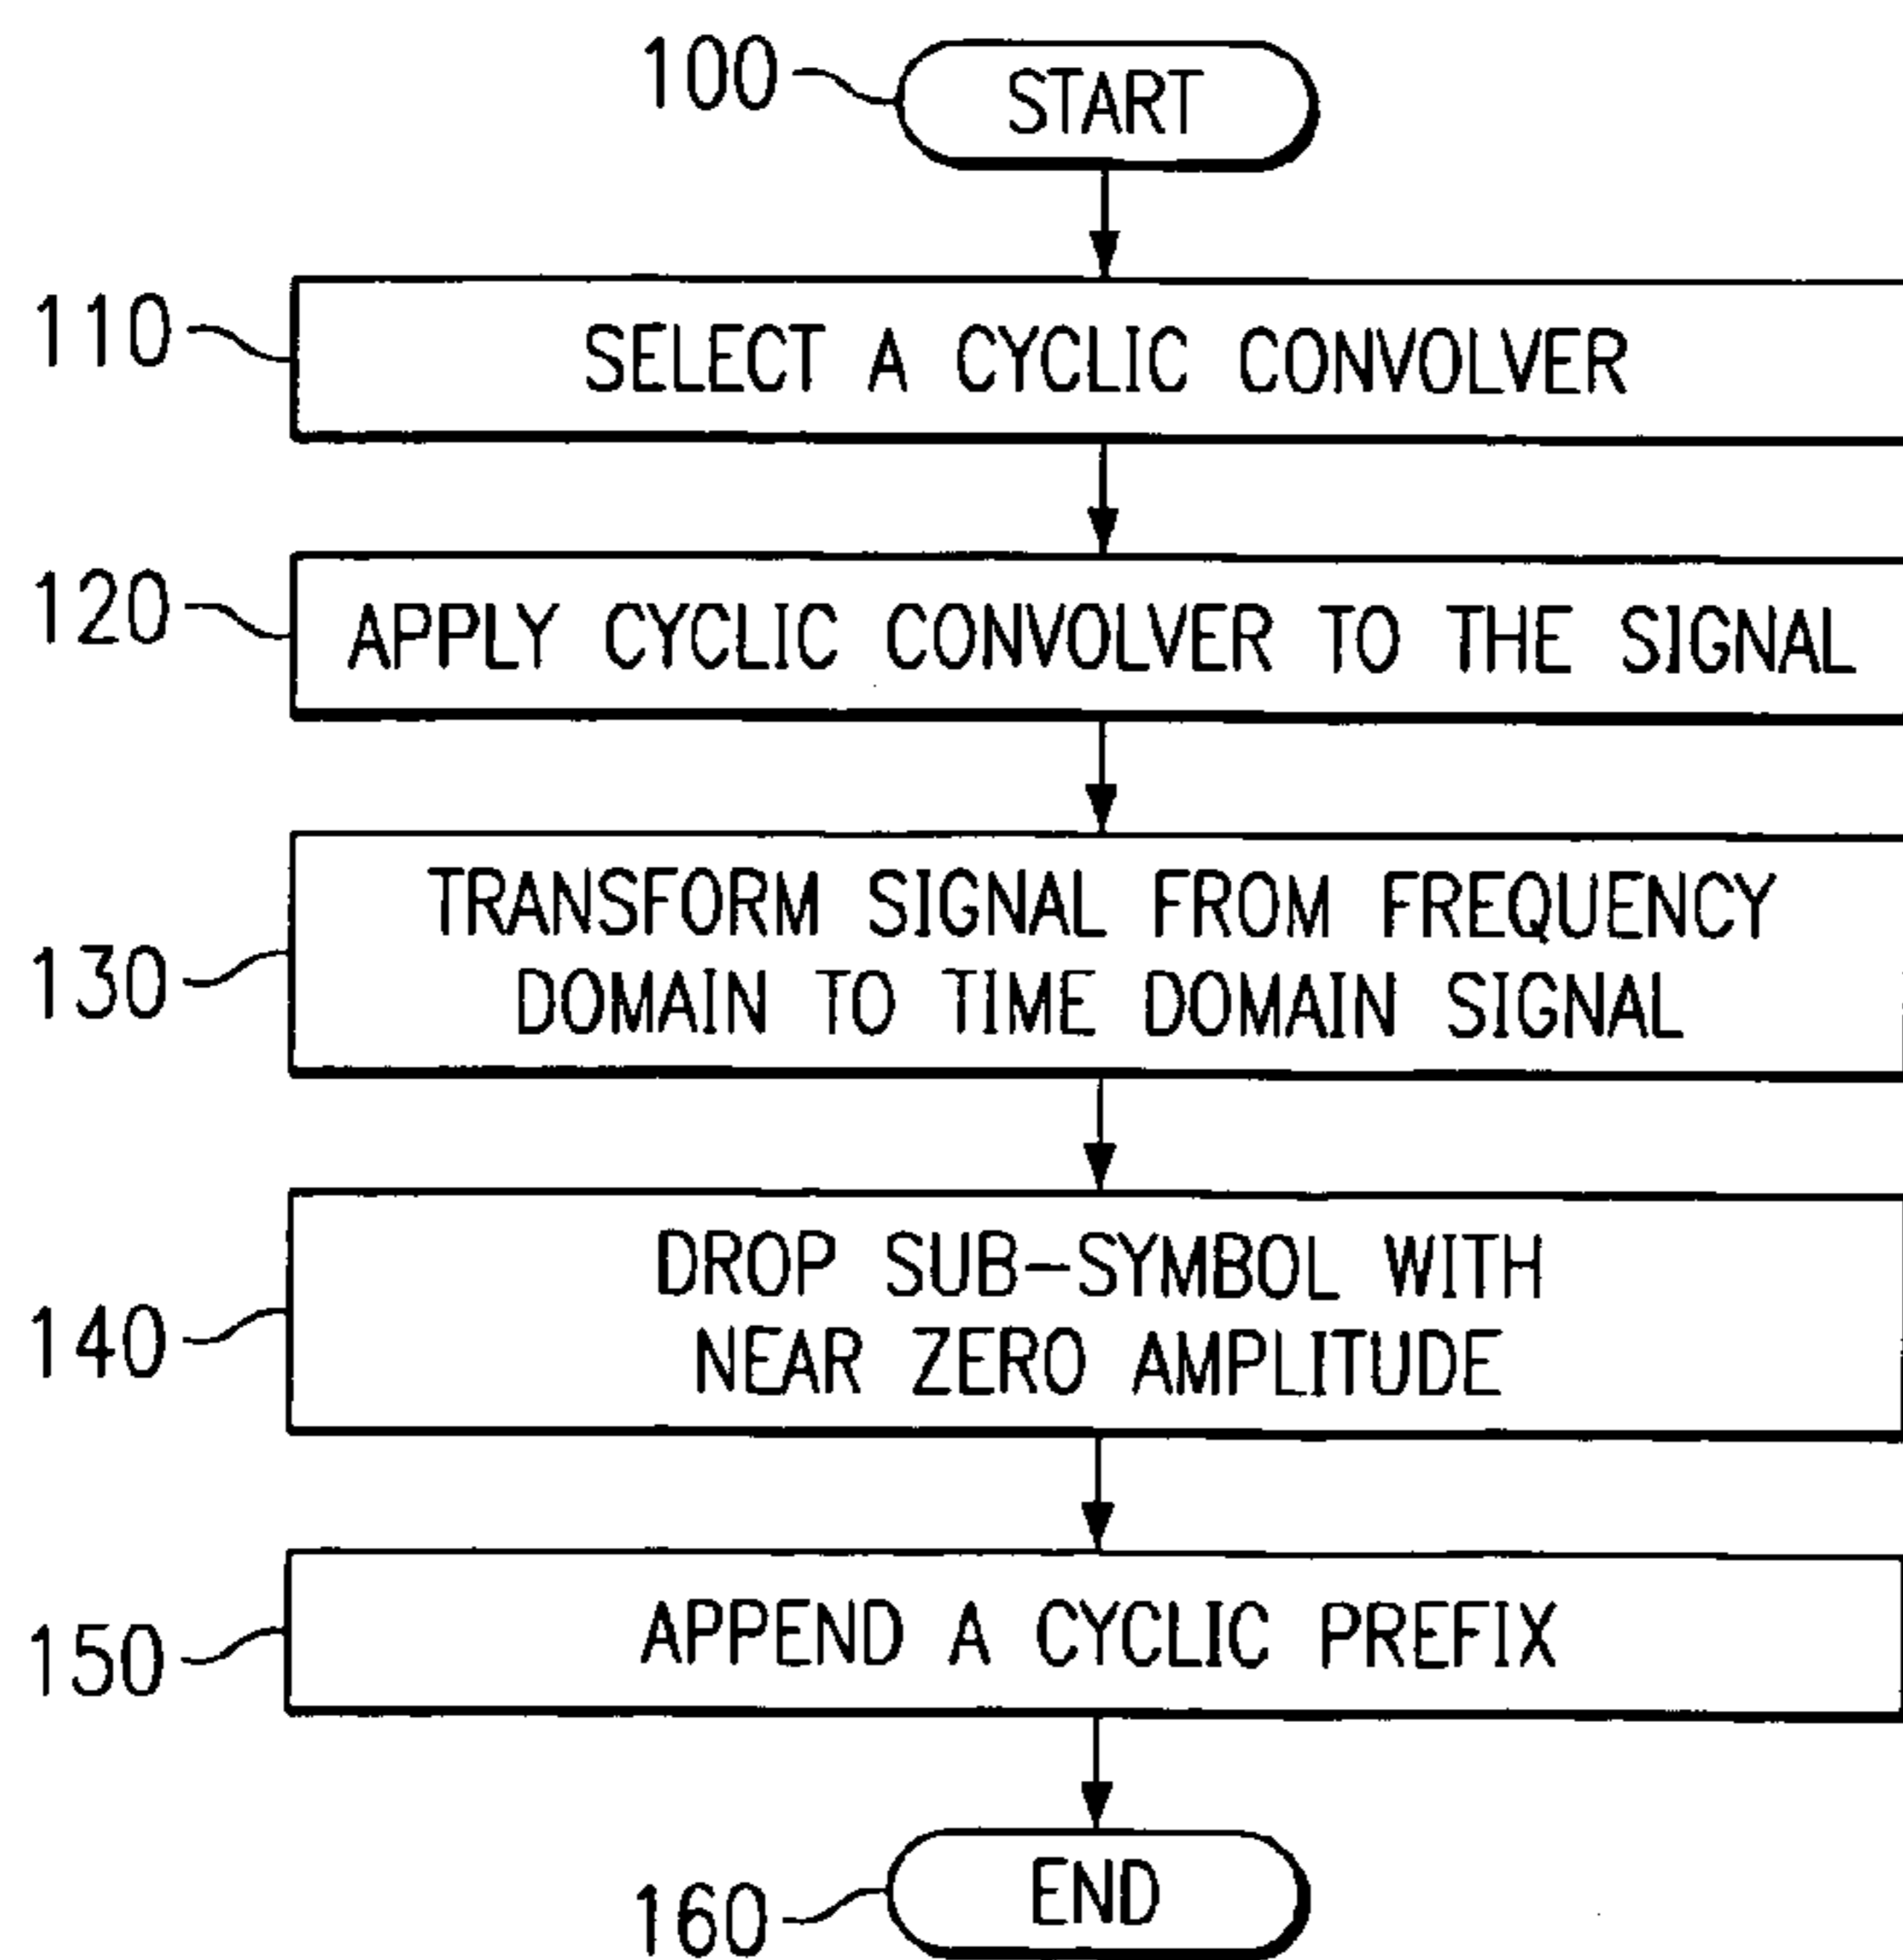 100
START
110
SELECT A CYCLIC CONVOLVER
120
APPLY CYCLIC CONVOLVER TO THE SIGNAL
130
TRANSFORM SIGNAL FROM FREQUENCY
DOMAIN TO TIME DOMAIN SIGNAL
140
DROP SUB-SYMBOL WITH
NEAR ZERO AMPLITUDE
150
APPEND A CYCLIC PREFIX
160
END